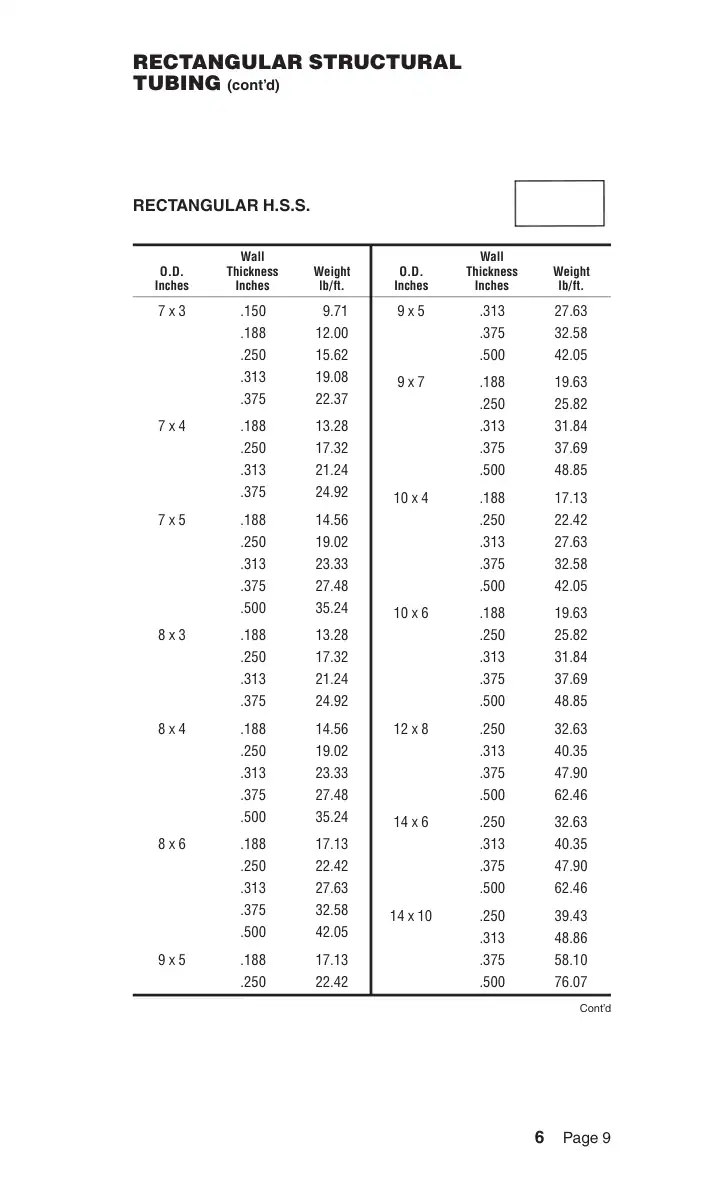 RECTANGULAR STRUCTURAL
TUBING (cont'd)
RECTANGULAR H.S.S.
O.D. Inches Wall Thickness Inches Weight lb/ft.
7 x 3 .150 9.71
.188 12.00
.250 15.62
.313 19.08
.375 22.37
7 x 4 .188 13.28
.250 17.32
.313 21.24
.375 24.92
7 x 5 .188 14.56
.250 19.02
.313 23.33
.375 27.48
.500 35.24
8 x 3 .188 13.28
.250 17.32
.313 21.24
.375 24.92
8 x 4 .188 14.56
.250 19.02
.313 23.33
.375 27.48
.500 35.24
8 x 6 .188 17.13
.250 22.42
.313 27.63
.375 32.58
.500 42.05
9 x 5 .188 17.13
.250 22.42
O.D. Inches Wall Thickness Inches Weight lb/ft.
9 x 5 .313 27.63
.375 32.58
.500 42.05
9 x 7 .188 19.63
.250 25.82
.313 31.84
.375 37.69
.500 48.85
10 x 4 .188 17.13
.250 22.42
.313 27.63
.375 32.58
.500 42.05
10 x 6 .188 19.63
.250 25.82
.313 31.84
.375 37.69
.500 48.85
12 x 8 .250 32.63
.313 40.35
.375 47.90
.500 62.46
14 x 6 .250 32.63
.313 40.35
.375 47.90
.500 62.46
14 x 10 .250 39.43
.313 48.86
.375 58.10
.500 76.07
Cont'd
6 Page 9